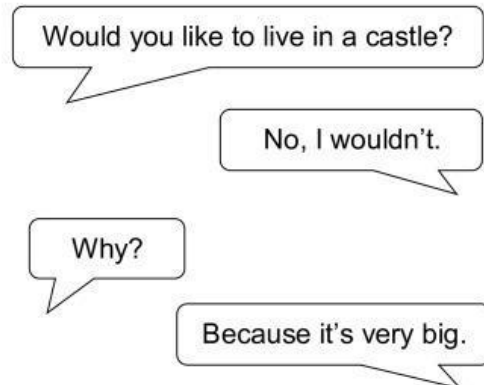 Would you like to live in a castle?
No, I wouldn't.
Why?
Because it's very big.